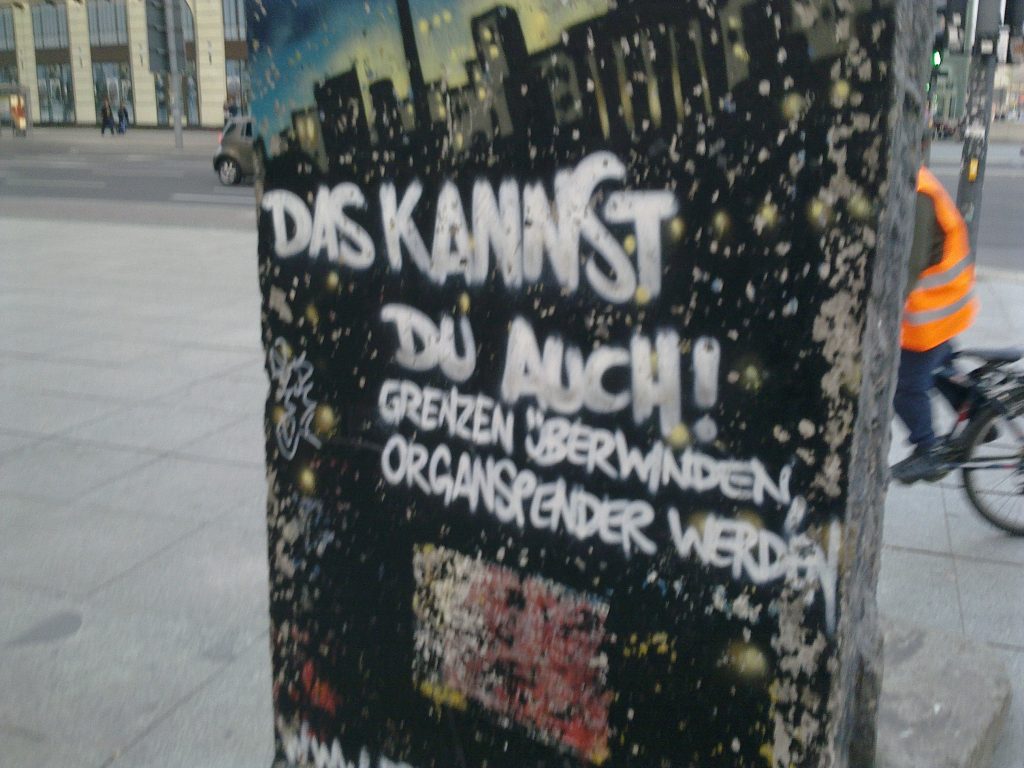 DAS KANNST
DU AUCH!
GRENZEN ÜBERWINDEN,
ORGANSPENDER WERDEN